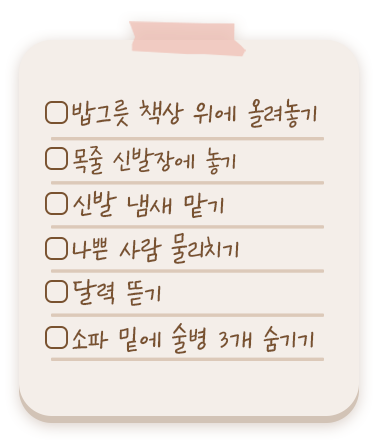 밥그릇 책상 위에 올려놓기
목줄 신발장에 놓기
신발 냄새 맡기
나쁜 사람 물리치기
달력 뜯기
소파 밑에 술병 3개 숨기기